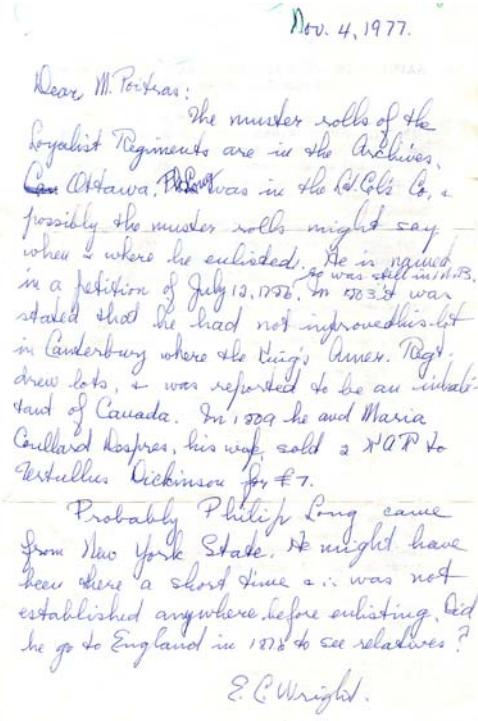 Nov. 4, 1977.
Dear M. Poitras:
The muster rolls of the
Loyalist Regiments are in the Archives,
Ottawa. Ph. Long was in the Lt. Col's Co, &
possibly the muster rolls might say
when & where he enlisted. He is named
so was still in N.B.
in a petition of July 12, 1786. In 1803 it was
stated that he had not improved his lot
in Canterbury where the King's Amer. Regt.
drew lots, & was reported to be an inhabi-
tant of Canada. In 1809 he and Maria
Coullard Despres, his wife, sold a to
Tertullus Dickinson for £7.
Probably Philip Long came
from New York State. He might have
been there a short time & was not
established anywhere before enlisting. Did
he go to England in to see relatives?
E. C. Wright.